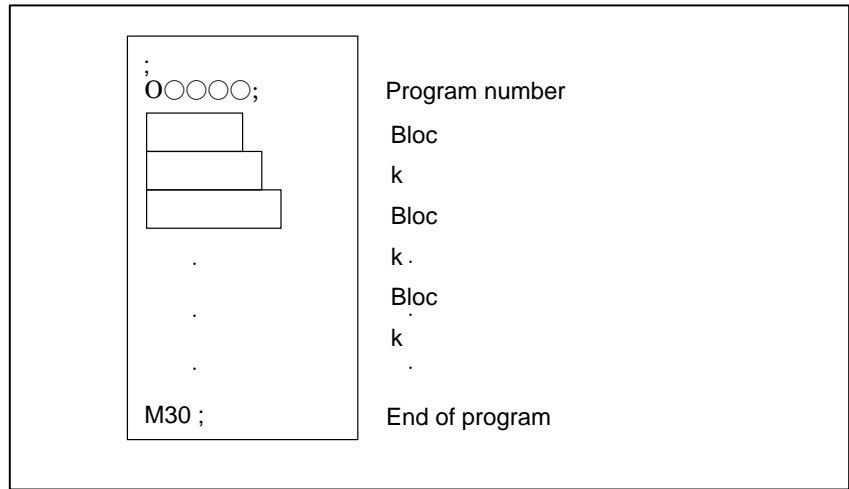 ;
O○○○○; Program number
Bloc
k
Bloc
k .
.
Bloc
. .
k
. .
M30 ; End of program